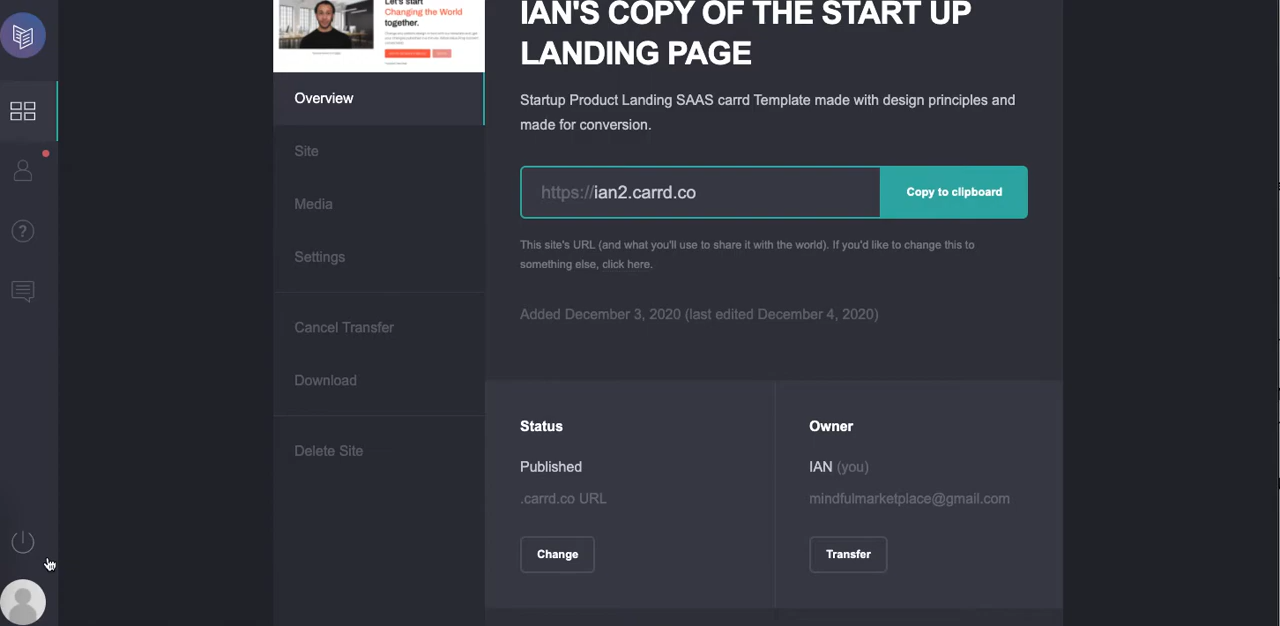 Let's start
Changing the World
together.
IAN'S COPY OF THE START UP
LANDING PAGE
Overview
Startup Product Landing SAAS carrd Template made with design principles and
made for conversion.
Site
https://ian2.carrd.co
Copy to clipboard
Media
This site's URL (and what you'll use to share it with the world). If you'd like to change this to
something else, click here.
Settings
Added December 3, 2020 (last edited December 4, 2020)
Cancel Transfer
Download
Delete Site
Status
Published
.carrd.co URL
Change
Owner
IAN (you)
mindfulmarketplace@gmail.com
Transfer